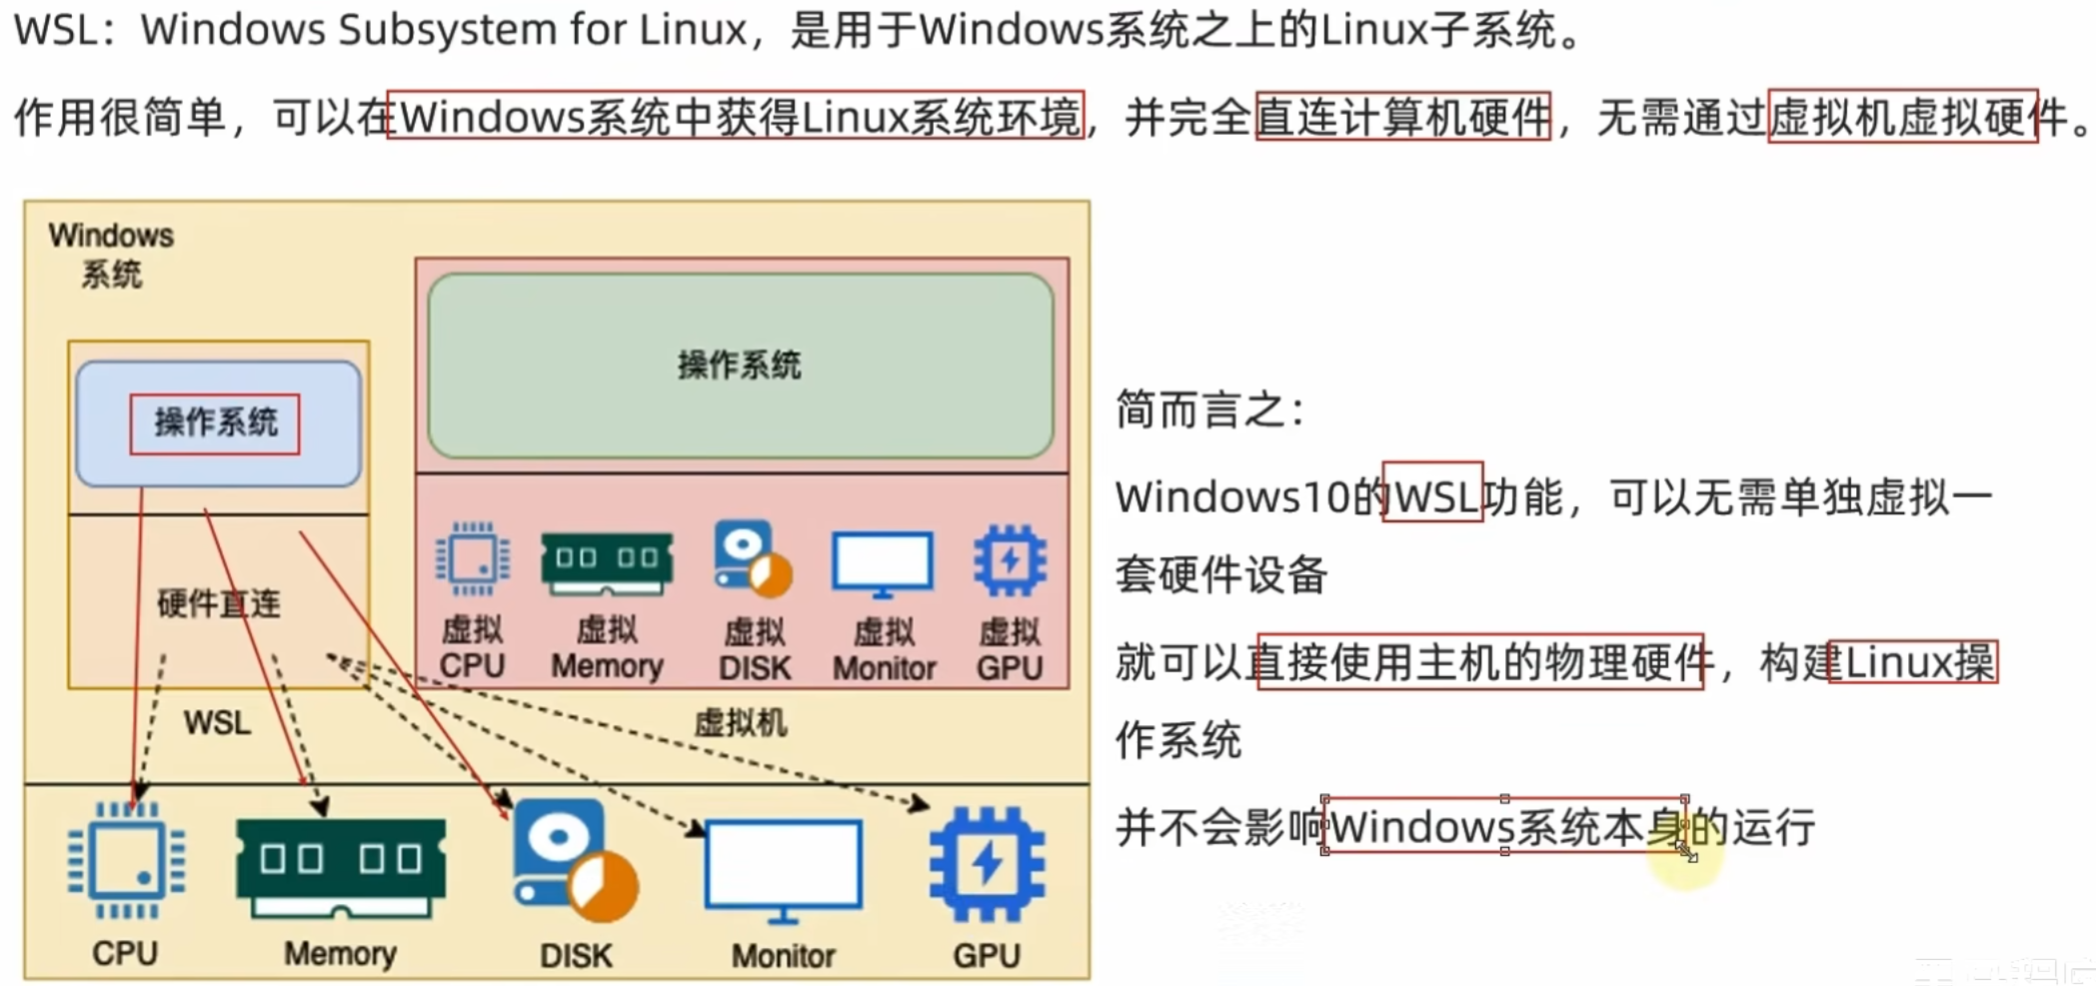 WSL：Windows Subsystem for Linux，是用于Windows系统之上的Linux子系统。
作用很简单，可以在Windows系统中获得Linux系统环境，并完全直连计算机硬件，无需通过虚拟机虚拟硬件。
Windows
系统
操作系统
操作系统
硬件直连
虚拟
CPU
虚拟
Memory
虚拟
DISK
虚拟
Monitor
虚拟
GPU
WSL
虚拟机
CPU
Memory
DISK
Monitor
GPU
简而言之：
Windows10的WSL功能，可以无需单独虚拟一
套硬件设备
就可以直接使用主机的物理硬件，构建Linux操
作系统
并不会影响Windows系统本身的运行